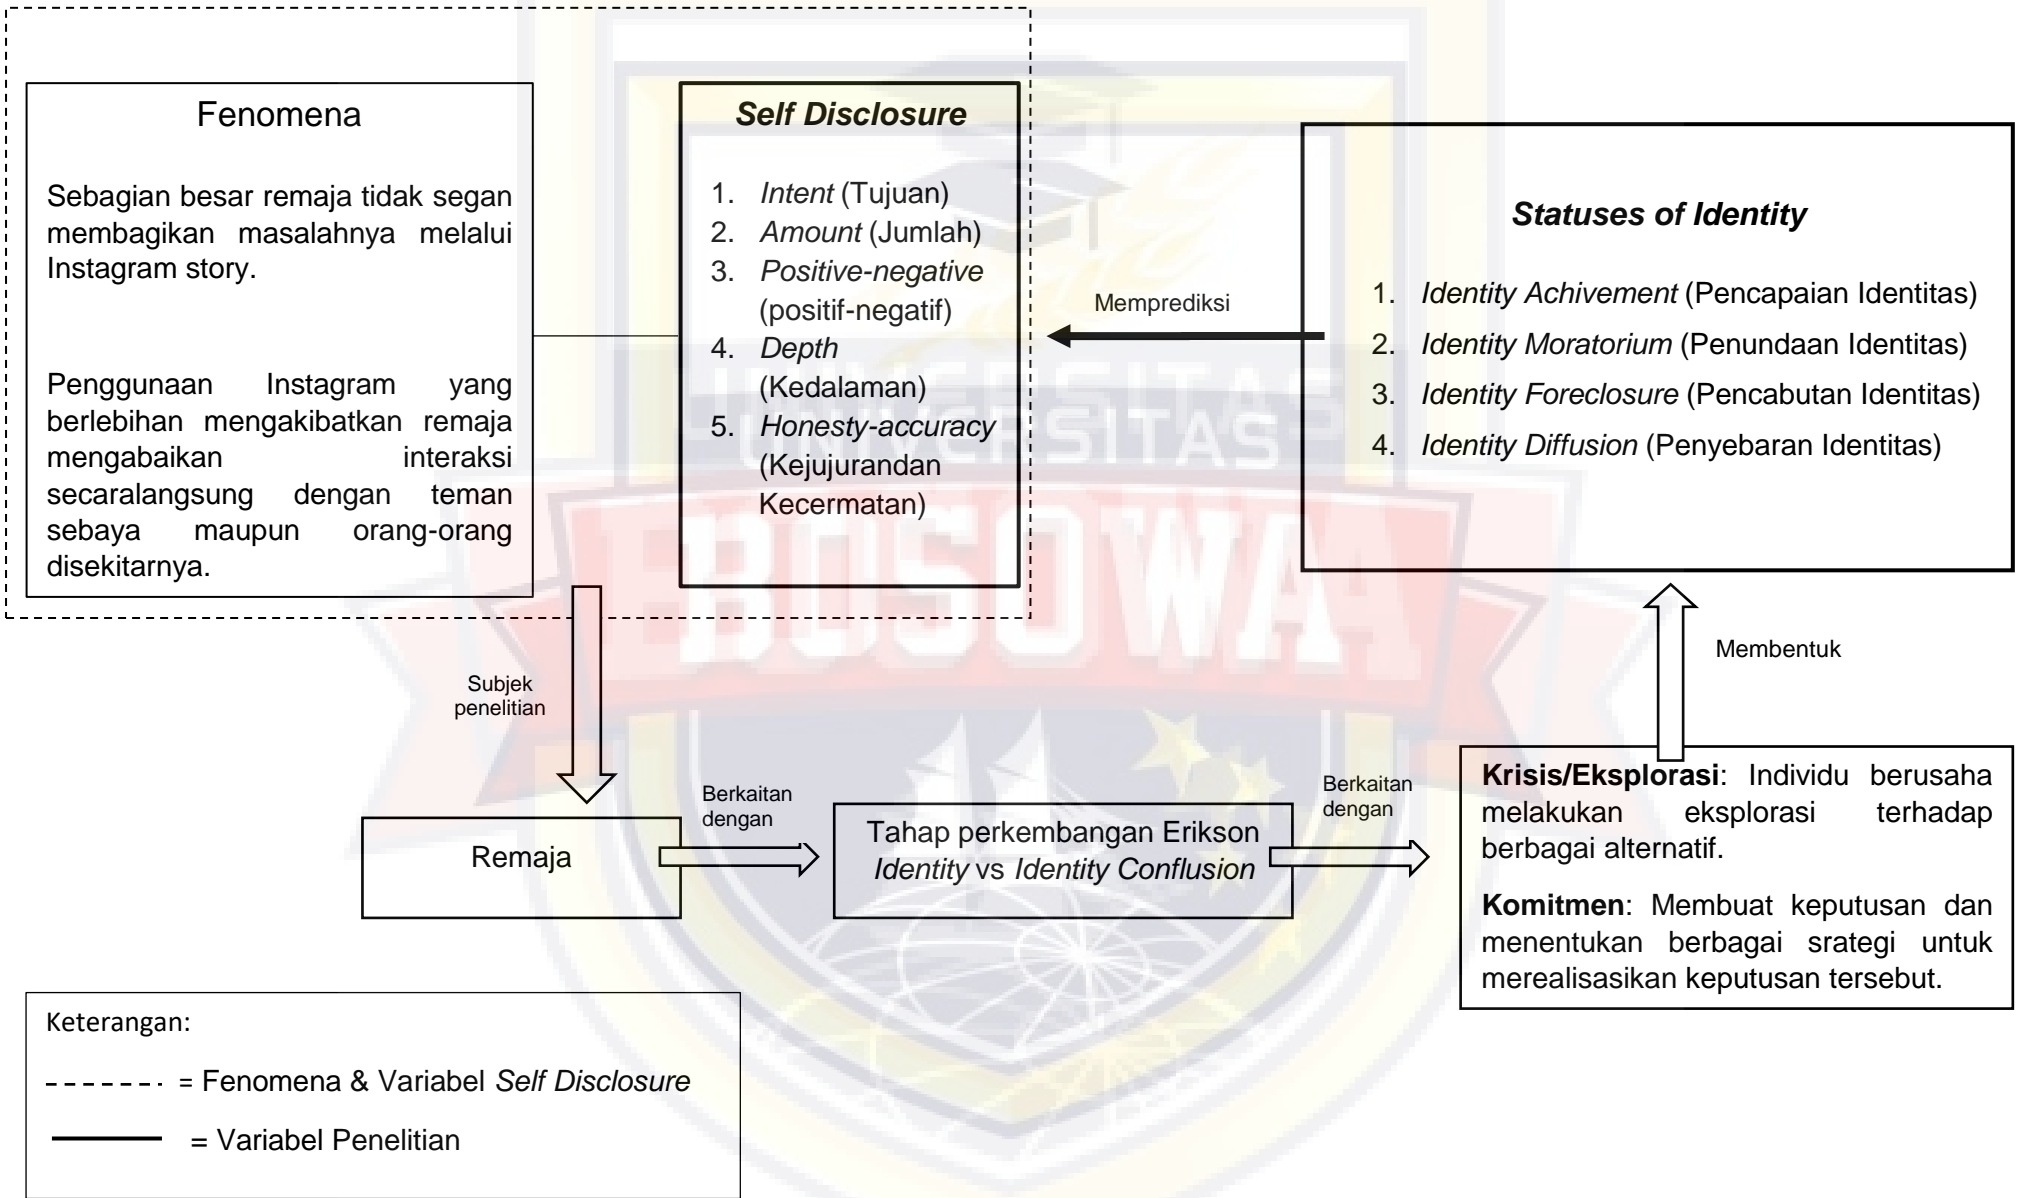 Fenomena
Sebagian besar remaja tidak segan
membagikan masalahnya melalui
Instagram story.
Penggunaan Instagram yang
berlebihan mengakibatkan remaja
mengabaikan interaksi
secaralangsung dengan teman
sebaya maupun orang-orang
disekitarnya.
Self Disclosure
1. Intent (Tujuan)
2. Amount (Jumlah)
3. Positive-negative
(positif-negatif)
4. Depth
(Kedalaman)
5. Honesty-accuracy
(Kejujurandan
Kecermatan)
Memprediksi
Statuses of Identity
1. Identity Achivement (Pencapaian Identitas)
2. Identity Moratorium (Penundaan Identitas)
3. Identity Foreclosure (Pencabutan Identitas)
4. Identity Diffusion (Penyebaran Identitas)
UNIVERSITAS
BOSOWA
Subjek
penelitian
Membentuk
Remaja
Berkaitan
dengan
Tahap perkembangan Erikson
Identity vs Identity Conflusion
Berkaitan
dengan
Krisis/Eksplorasi: Individu berusaha
melakukan eksplorasi terhadap
berbagai alternatif.
Komitmen: Membuat keputusan dan
menentukan berbagai srategi untuk
merealisasikan keputusan tersebut.
Keterangan:
= Fenomena & Variabel Self Disclosure
= Variabel Penelitian